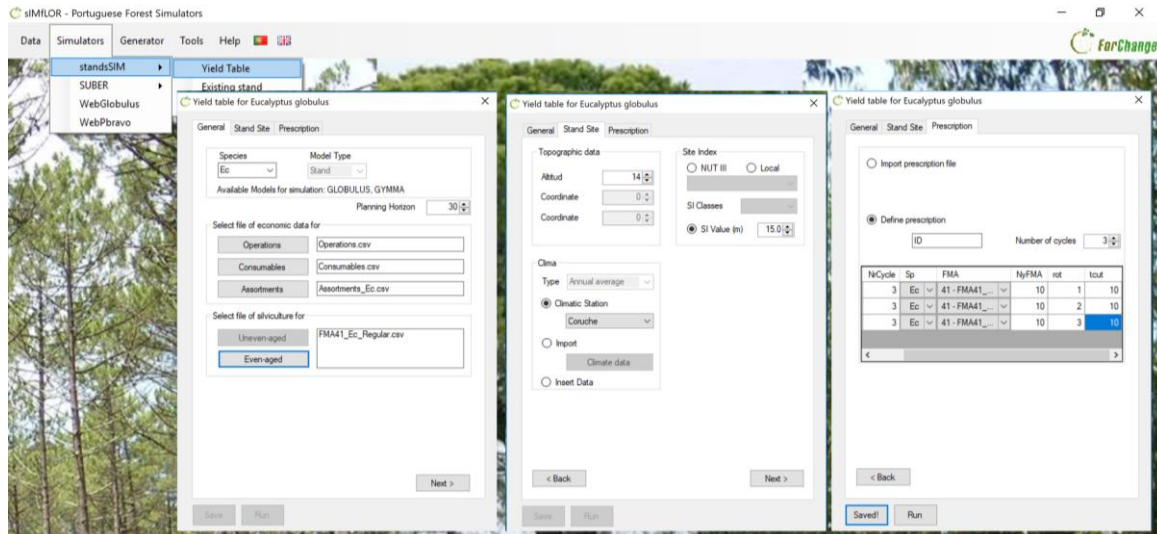 sIMfLOR - Portuguese Forest Simulators
Data Simulators Generator Tools Help
ForChange
standsSIM
SUBER
WebGlobulus
WebPbravo
Yield Table
Existing stand
Yield table for Eucalyptus globulus
General Stand Site Prescription
Species Model Type
Ec Stand
Available Models for simulation: GLOBULUS, GYMMA
Planning Horizon 30
Select file of economic data for
Operations Operations.csv
Consumables Consumables.csv
Assortments Assortments_Ec.csv
Select file of silviculture for
Uneven-aged FMA41_Ec_Regular.csv
Even-aged
Next >
Save Run
Yield table for Eucalyptus globulus
General Stand Site Prescription
Topographic data
Altitud 14
Coordinate 0
Coordinate 0
Site Index
NUT III Local
SI Classes
SI Value (m) 15.0
Clima
Type Annual average
Climatic Station
Coruche
Import
Climate data
Insert Data
< Back Next >
Save Run
Yield table for Eucalyptus globulus
General Stand Site Prescription
Import prescription file
Define prescription
ID Number of cycles 3
NrCycle Sp FMA NyFMA rot tcut
3 Ec 41 - FMA41_... 10 1 10
3 Ec 41 - FMA41_... 10 2 10
3 Ec 41 - FMA41_... 10 3 10
< Back
Saved! Run